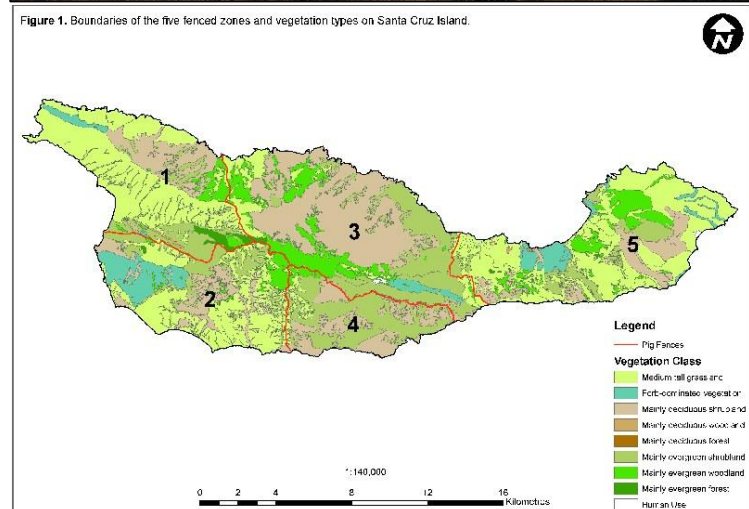 Figure 1. Boundaries of the five fenced zones and vegetation types on Santa Cruz Island.
N
1
3
5
2
4
Legend
Pig Fences
Vegetation Class
Medium tall grassland
Forb-dominated vegetation
Mainly deciduous shrubland
Mainly deciduous woodland
Mainly deciduous forest
Mainly evergreen shrubland
Mainly evergreen woodland
Mainly evergreen forest
Human Use
1:140,000
0 2 4 8 12 16
Kilometres